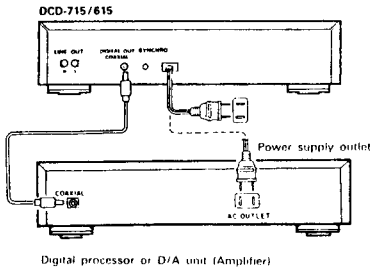 DCD-715/615
LINE OUT
DIGITAL OUT SYNCHRO
COAXIAL
R L
Power supply outlet
COAXIAL
AC OUTLET
Digital processor or D/A unit (Amplifier)